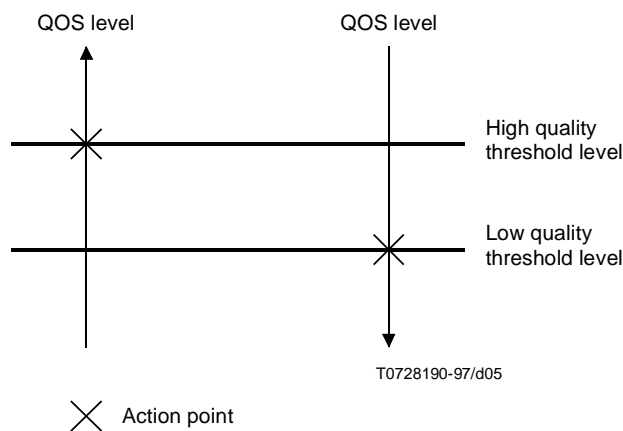 QOS level
QOS level
High quality
threshold level
Low quality
threshold level
T0728190-97/d05
Action point